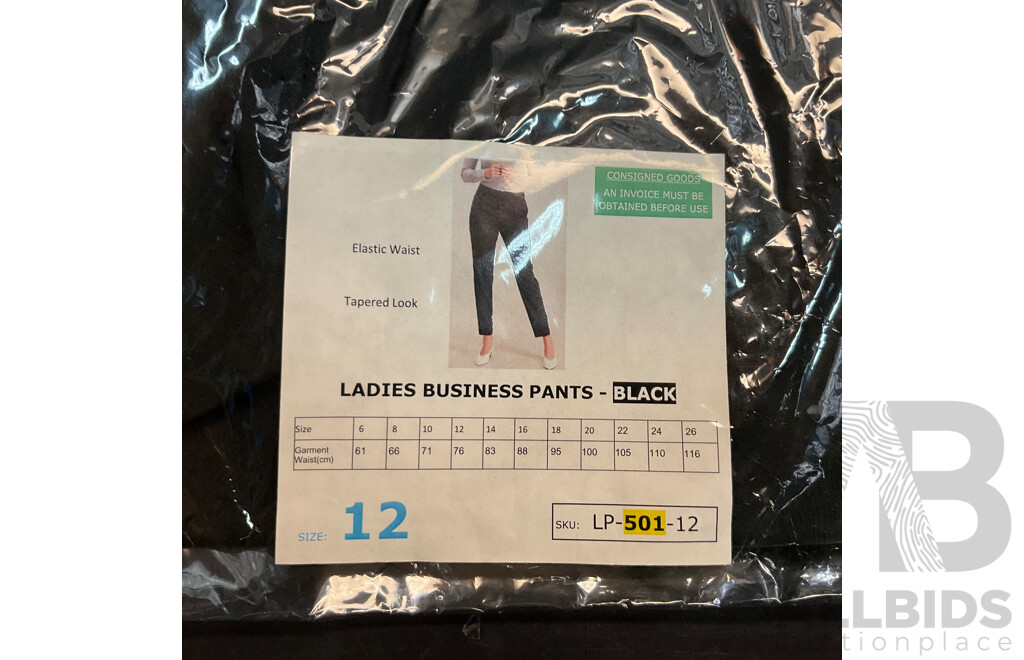 CONSIGNED GOODS
AN INVOICE MUST BE
OBTAINED BEFORE USE
Elastic Waist
Tapered Look
LADIES BUSINESS PANTS - BLACK
Size 6 8 10 12 14 16 18 20 22 24 26
Garment Waist(cm) 61 66 71 76 83 88 95 100 105 110 116
SIZE: 12
SKU: LP-501-12
B
LLBIDS
ctionplace